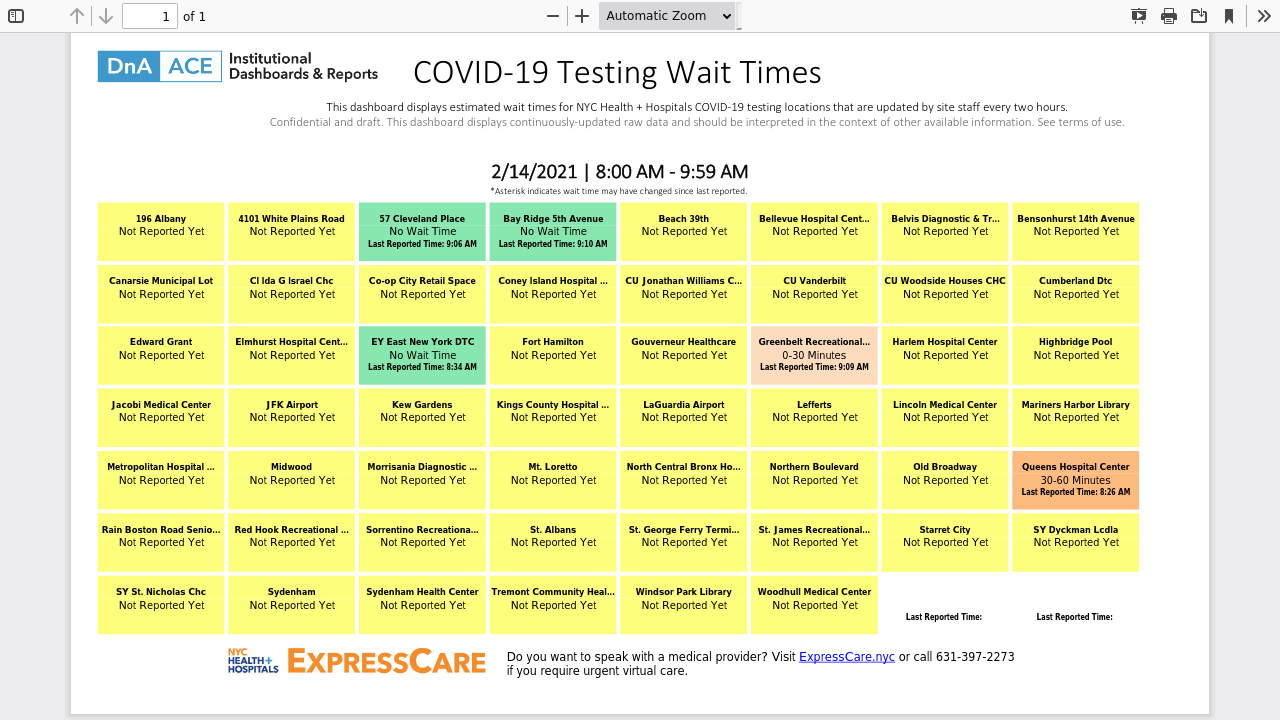 1 of 1
Automatic Zoom
DnA ACE Institutional
Dashboards & Reports
COVID-19 Testing Wait Times
This dashboard displays estimated wait times for NYC Health + Hospitals COVID-19 testing locations that are updated by site staff every two hours.
Confidential and draft. This dashboard displays continuously-updated raw data and should be interpreted in the context of other available information. See terms of use.
2/14/2021 | 8:00 AM - 9:59 AM
*Asterisk indicates wait time may have changed since last reported.
196 Albany
Not Reported Yet
4101 White Plains Road
Not Reported Yet
57 Cleveland Place
No Wait Time
Last Reported Time: 9:06 AM
Bay Ridge 5th Avenue
No Wait Time
Last Reported Time: 9:10 AM
Beach 39th
Not Reported Yet
Bellevue Hospital Cent...
Not Reported Yet
Belvis Diagnostic & Tr...
Not Reported Yet
Bensonhurst 14th Avenue
Not Reported Yet
Canarsie Municipal Lot
Not Reported Yet
CI Ida G Israel Chc
Not Reported Yet
Co-op City Retail Space
Not Reported Yet
Coney Island Hospital ...
Not Reported Yet
CU Jonathan Williams C...
Not Reported Yet
CU Vanderbilt
Not Reported Yet
CU Woodside Houses CHC
Not Reported Yet
Cumberland Dtc
Not Reported Yet
Edward Grant
Not Reported Yet
Elmhurst Hospital Cent...
Not Reported Yet
EY East New York DTC
No Wait Time
Last Reported Time: 8:34 AM
Fort Hamilton
Not Reported Yet
Gouverneur Healthcare
Not Reported Yet
Greenbelt Recreational...
0-30 Minutes
Last Reported Time: 9:09 AM
Harlem Hospital Center
Not Reported Yet
Highbridge Pool
Not Reported Yet
Jacobi Medical Center
Not Reported Yet
JFK Airport
Not Reported Yet
Kew Gardens
Not Reported Yet
Kings County Hospital ...
Not Reported Yet
LaGuardia Airport
Not Reported Yet
Lefferts
Not Reported Yet
Lincoln Medical Center
Not Reported Yet
Mariners Harbor Library
Not Reported Yet
Metropolitan Hospital ...
Not Reported Yet
Midwood
Not Reported Yet
Morrisania Diagnostic ...
Not Reported Yet
Mt. Loretto
Not Reported Yet
North Central Bronx Ho...
Not Reported Yet
Northern Boulevard
Not Reported Yet
Old Broadway
Not Reported Yet
Queens Hospital Center
30-60 Minutes
Last Reported Time: 8:26 AM
Rain Boston Road Senio...
Not Reported Yet
Red Hook Recreational ...
Not Reported Yet
Sorrentino Recreationa...
Not Reported Yet
St. Albans
Not Reported Yet
St. George Ferry Termi...
Not Reported Yet
St. James Recreational...
Not Reported Yet
Starret City
Not Reported Yet
SY Dyckman Lcdla
Not Reported Yet
SY St. Nicholas Chc
Not Reported Yet
Sydenham
Not Reported Yet
Sydenham Health Center
Not Reported Yet
Tremont Community Heal...
Not Reported Yet
Windsor Park Library
Not Reported Yet
Woodhull Medical Center
Not Reported Yet
Last Reported Time:
Last Reported Time:
NYC
HEALTH+
HOSPITALS
EXPRESSCARE
Do you want to speak with a medical provider? Visit ExpressCare.nyc or call 631-397-2273
if you require urgent virtual care.